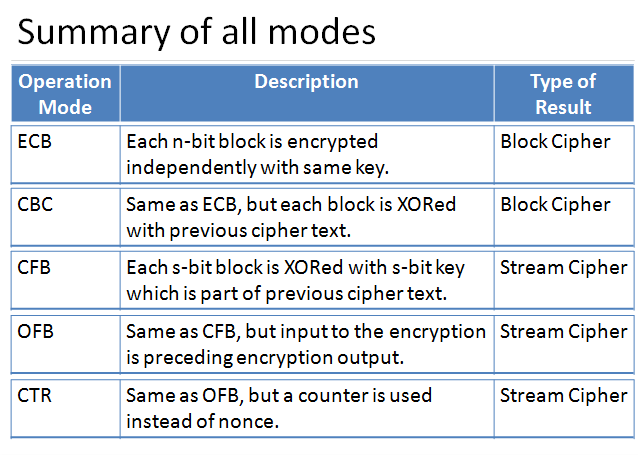 Summary of all modes
Operation Mode
Description
Type of Result
ECB
Each n-bit block is encrypted
independently with same key.
Block Cipher
CBC
Same as ECB, but each block is XORed
with previous cipher text.
Block Cipher
CFB
Each s-bit block is XORed with s-bit key
which is part of previous cipher text.
Stream Cipher
OFB
Same as CFB, but input to the encryption
is preceding encryption output.
Stream Cipher
CTR
Same as OFB, but a counter is used
instead of nonce.
Stream Cipher